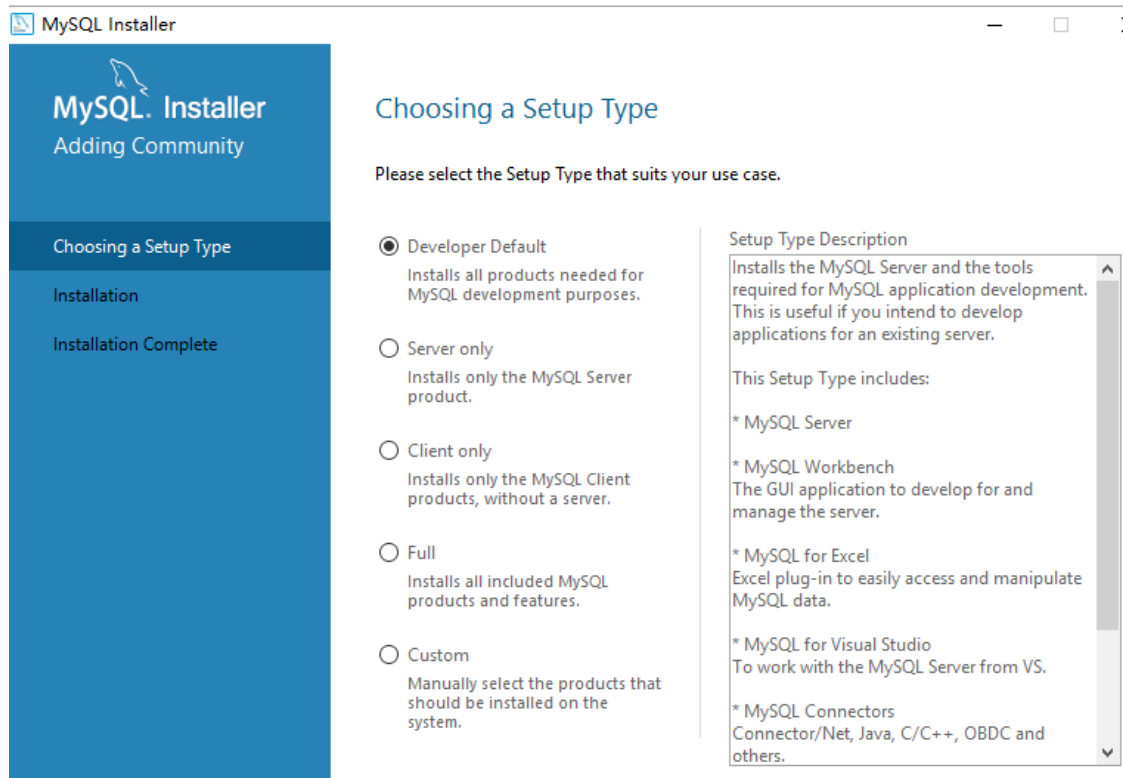 MySQL Installer
MySQL. Installer
Adding Community
Choosing a Setup Type
Installation
Installation Complete
Choosing a Setup Type
Please select the Setup Type that suits your use case.
Developer Default
Installs all products needed for
MySQL development purposes.
Server only
Installs only the MySQL Server
product.
Client only
Installs only the MySQL Client
products, without a server.
Full
Installs all included MySQL
products and features.
Custom
Manually select the products that
should be installed on the
system.
Setup Type Description
Installs the MySQL Server and the tools
required for MySQL application development.
This is useful if you intend to develop
applications for an existing server.
This Setup Type includes:
* MySQL Server
* MySQL Workbench
The GUI application to develop for and
manage the server.
* MySQL for Excel
Excel plug-in to easily access and manipulate
MySQL data.
* MySQL for Visual Studio
To work with the MySQL Server from VS.
* MySQL Connectors
Connector/Net, Java, C/C++, OBDC and
others.